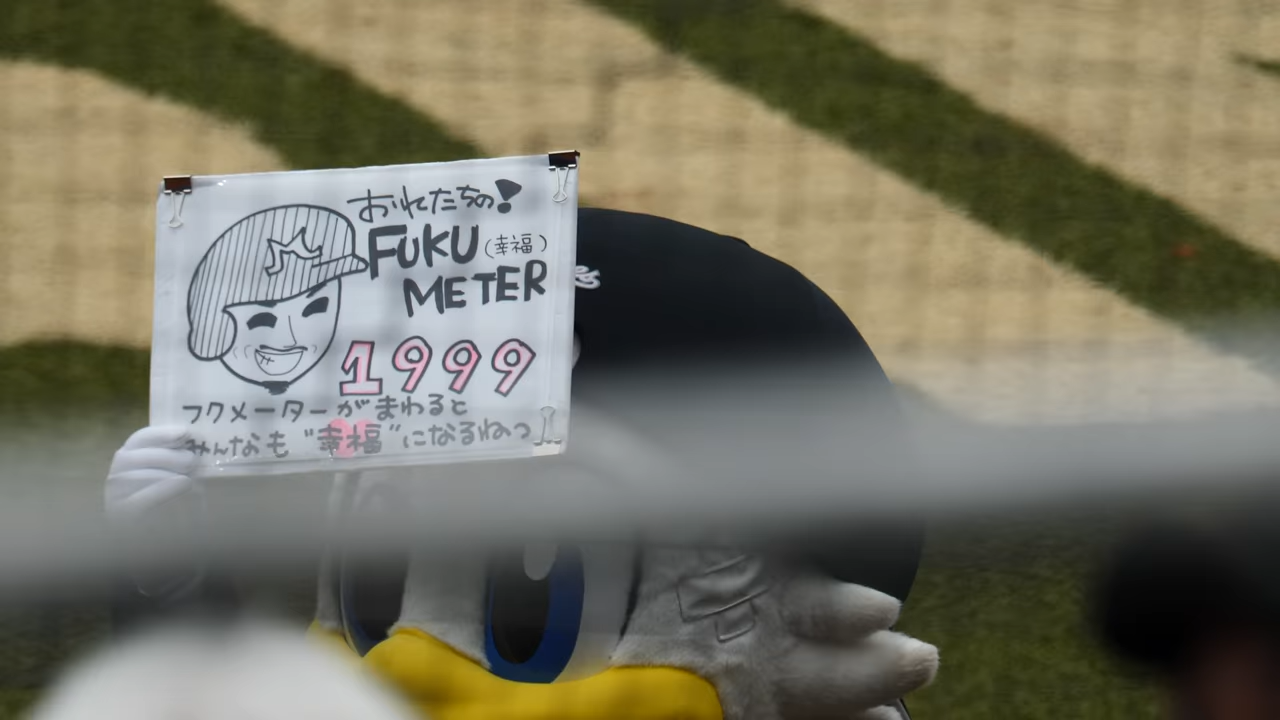 おれたちの!
FUKU(幸福)
METER
1999
フクメーターがまわると
みんなも"幸福"になるねっ